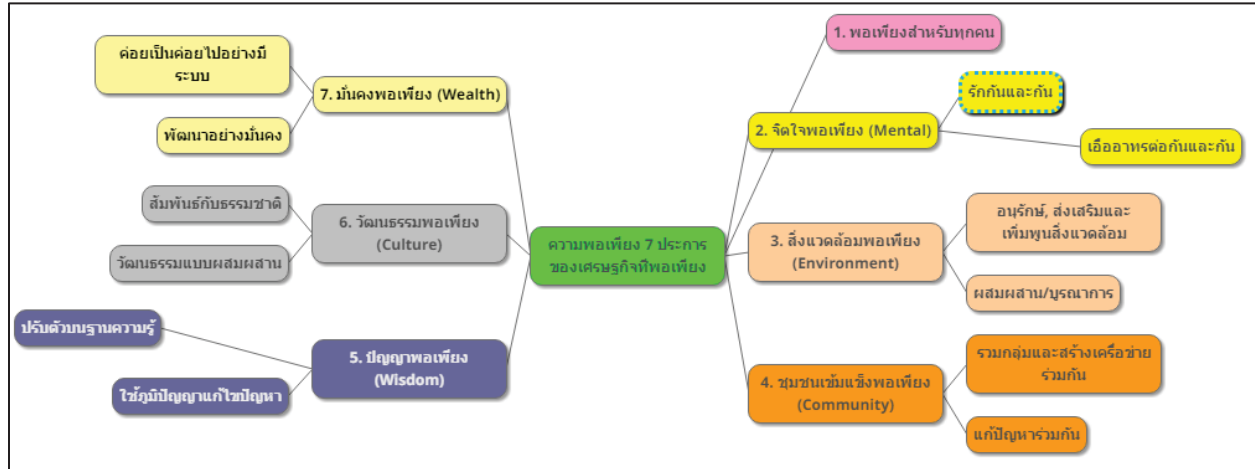 ความพอเพียง 7 ประการ
ของเศรษฐกิจที่พอเพียง
1. พอเพียงสำหรับทุกคน
2. จิตใจพอเพียง (Mental)
รักกันและกัน
เอื้ออาทรต่อกันและกัน
3. สิ่งแวดล้อมพอเพียง
(Environment)
อนุรักษ์, ส่งเสริมและ
เพิ่มพูนสิ่งแวดล้อม
ผสมผสาน/บูรณาการ
4. ชุมชนเข้มแข็งพอเพียง
(Community)
รวมกลุ่มและสร้างเครือข่าย
ร่วมกัน
แก้ปัญหาร่วมกัน
5. ปัญญาพอเพียง
(Wisdom)
ปรับตัวบนฐานความรู้
ใช้ภูมิปัญญาแก้ไขปัญหา
6. วัฒนธรรมพอเพียง
(Culture)
สัมพันธ์กับธรรมชาติ
วัฒนธรรมแบบผสมผสาน
7. มั่นคงพอเพียง (Wealth)
ค่อยเป็นค่อยไปอย่างมี
ระบบ
พัฒนาอย่างมั่นคง